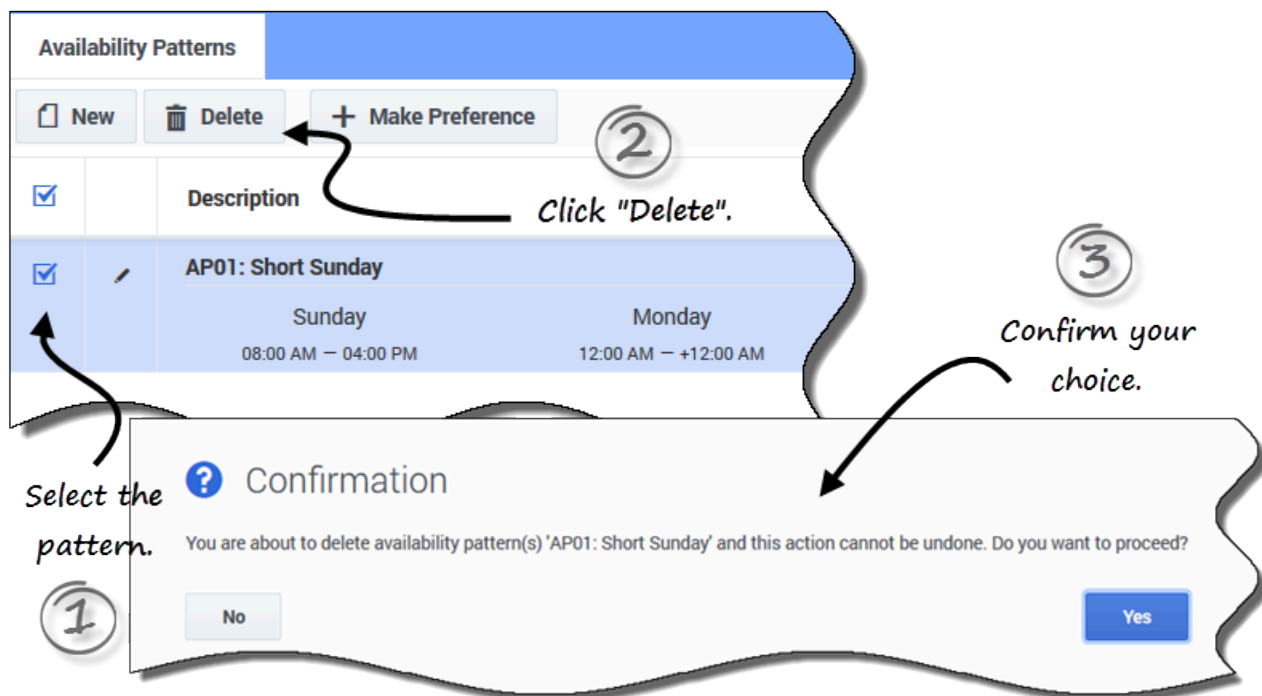 Availability Patterns
New Delete + Make Preference
2
Click "Delete".
Description
AP01: Short Sunday
Sunday Monday
08:00 AM — 04:00 PM 12:00 AM — +12:00 AM
3
Confirm your
choice.
Select the
pattern.
1
? Confirmation
You are about to delete availability pattern(s) 'AP01: Short Sunday' and this action cannot be undone. Do you want to proceed?
No Yes